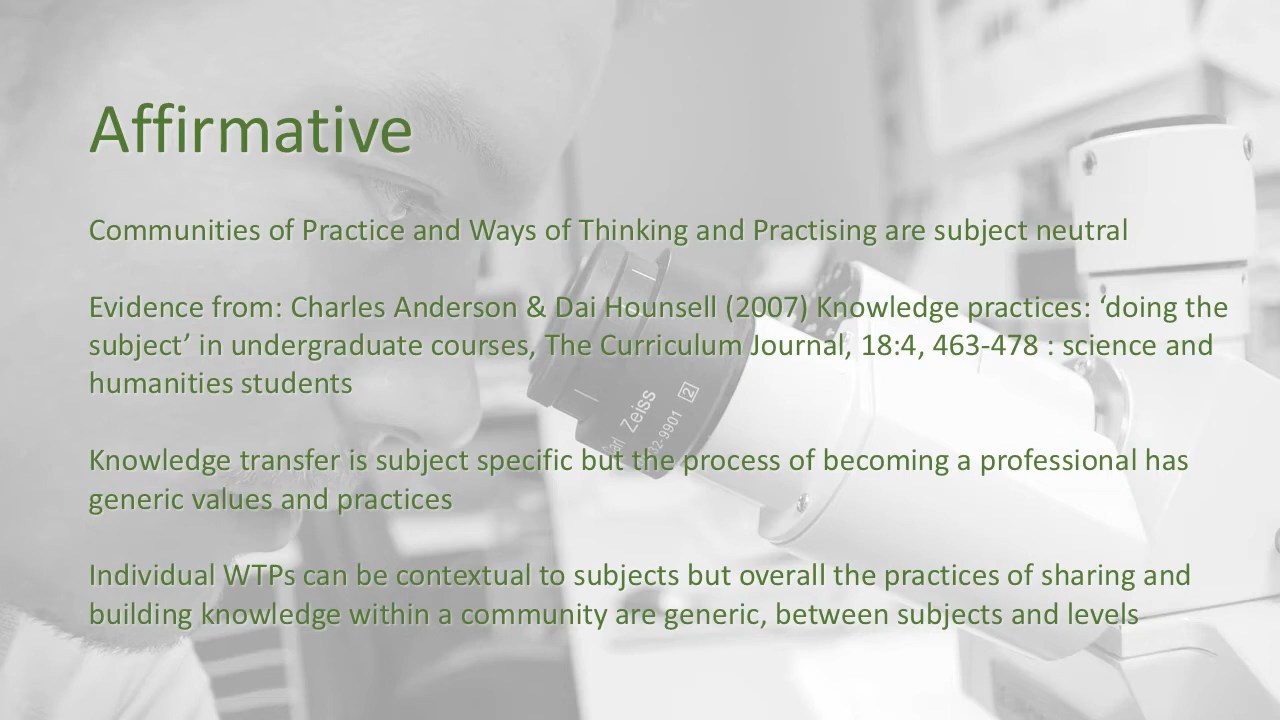 Affirmative
Communities of Practice and Ways of Thinking and Practising are subject neutral
Evidence from: Charles Anderson & Dai Hounsell (2007) Knowledge practices: ‘doing the
subject’ in undergraduate courses, The Curriculum Journal, 18:4, 463-478 : science and
humanities students
Knowledge transfer is subject specific but the process of becoming a professional has
generic values and practices
Individual WTPs can be contextual to subjects but overall the practices of sharing and
building knowledge within a community are generic, between subjects and levels
Zeiss
2